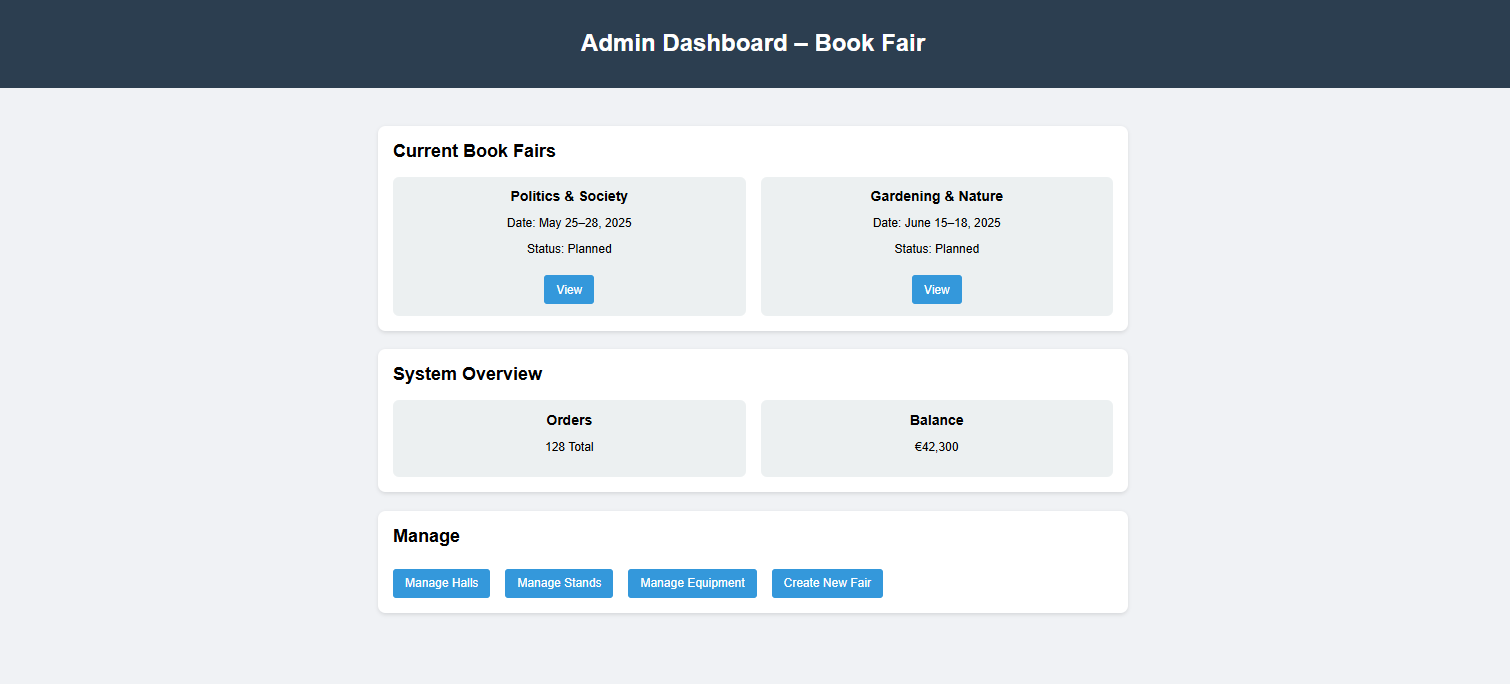 Admin Dashboard – Book Fair
Current Book Fairs
Politics & Society
Date: May 25–28, 2025
Status: Planned
View
Gardening & Nature
Date: June 15–18, 2025
Status: Planned
View
System Overview
Orders
128 Total
Balance
€42,300
Manage
Manage Halls
Manage Stands
Manage Equipment
Create New Fair